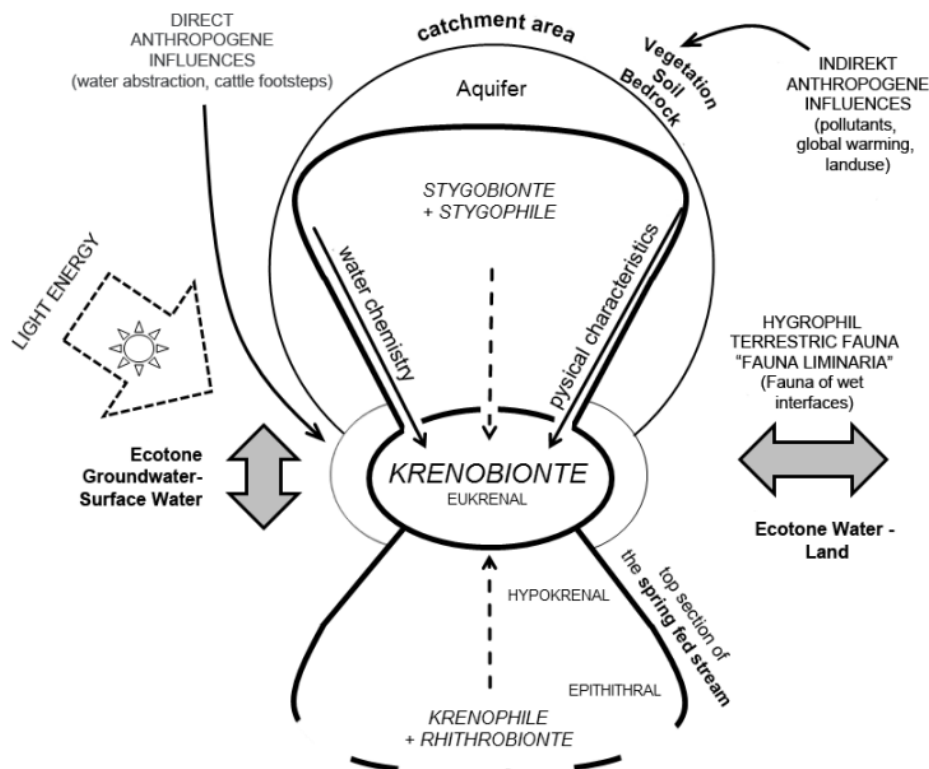 DIRECT
ANTHROPOGENE
INFLUENCES
(water abstraction, cattle footsteps)
catchment area
Vegetation
Soil
Bedrock
INDIREKT
ANTHROPOGENE
INFLUENCES
(pollutants,
global warming,
landuse)
Aquifer
STYGOBIONTE
+ STYGOPHILE
LIGHT ENERGY
water chemistry
pysical characteristics
HYGROPHIL
TERRESTRIC FAUNA
"FAUNA LIMINARIA"
(Fauna of wet
interfaces)
Ecotone
Groundwater-
Surface Water
KRENOBIONTE
EUKRENAL
Ecotone Water -
Land
HYPOKRENAL
top section of
the spring fed stream
EPITHITHRAL
KRENOPHILE
+ RHITHROBIONTE